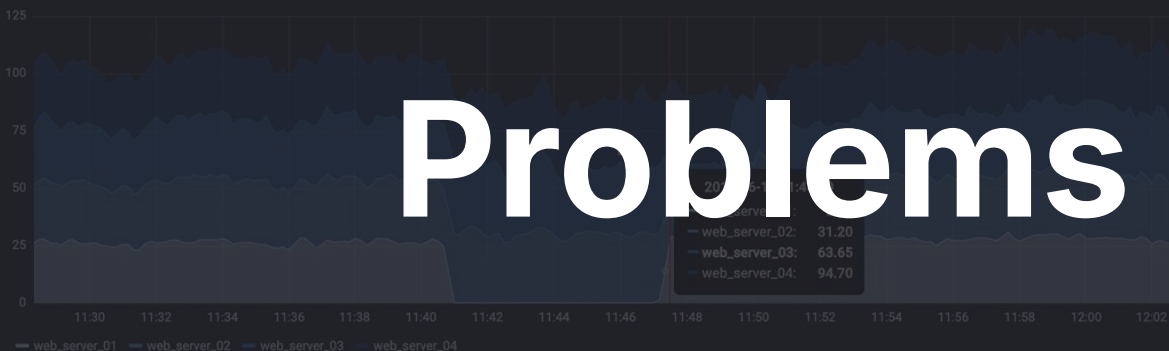 125
100
75
50
25
0
Problems
web_server_02: 31.20
web_server_03: 63.65
web_server_04: 94.70
11:30 11:32 11:34 11:36 11:38 11:40 11:42 11:44 11:46 11:48 11:50 11:52 11:54 11:56 11:58 12:00 12:02
web_server_01 web_server_02 web_server_03 web_server_04